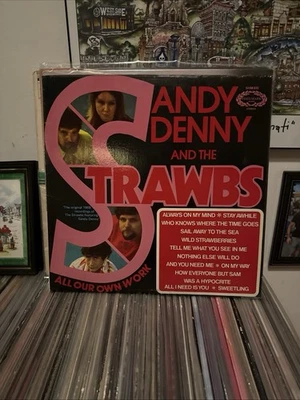 SANDY
DENNY
AND THE
STRAWBS
ALWAYS ON MY MIND ★ STAY AWHILE
WHO KNOWS WHERE THE TIME GOES
SAIL AWAY TO THE SEA
WILD STRAWBERRIES
TELL ME WHAT YOU SEE IN ME
NOTHING ELSE WILL DO
AND YOU NEED ME ★ ON MY WAY
HOW EVERYONE BUT SAM
WAS A HYPOCRITE
ALL I NEED IS YOU ★ SWEETLING
ALL OUR OWN WORK